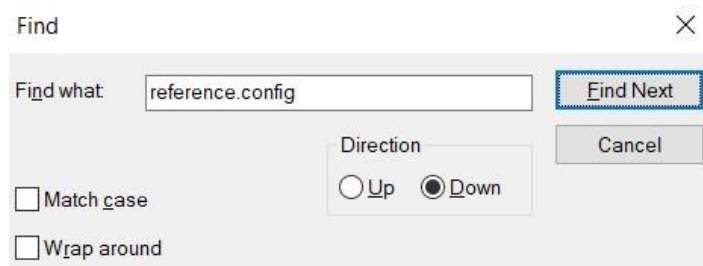 Find
Find what: reference.config Find Next
Direction Cancel
Up Down
Match case
Wrap around